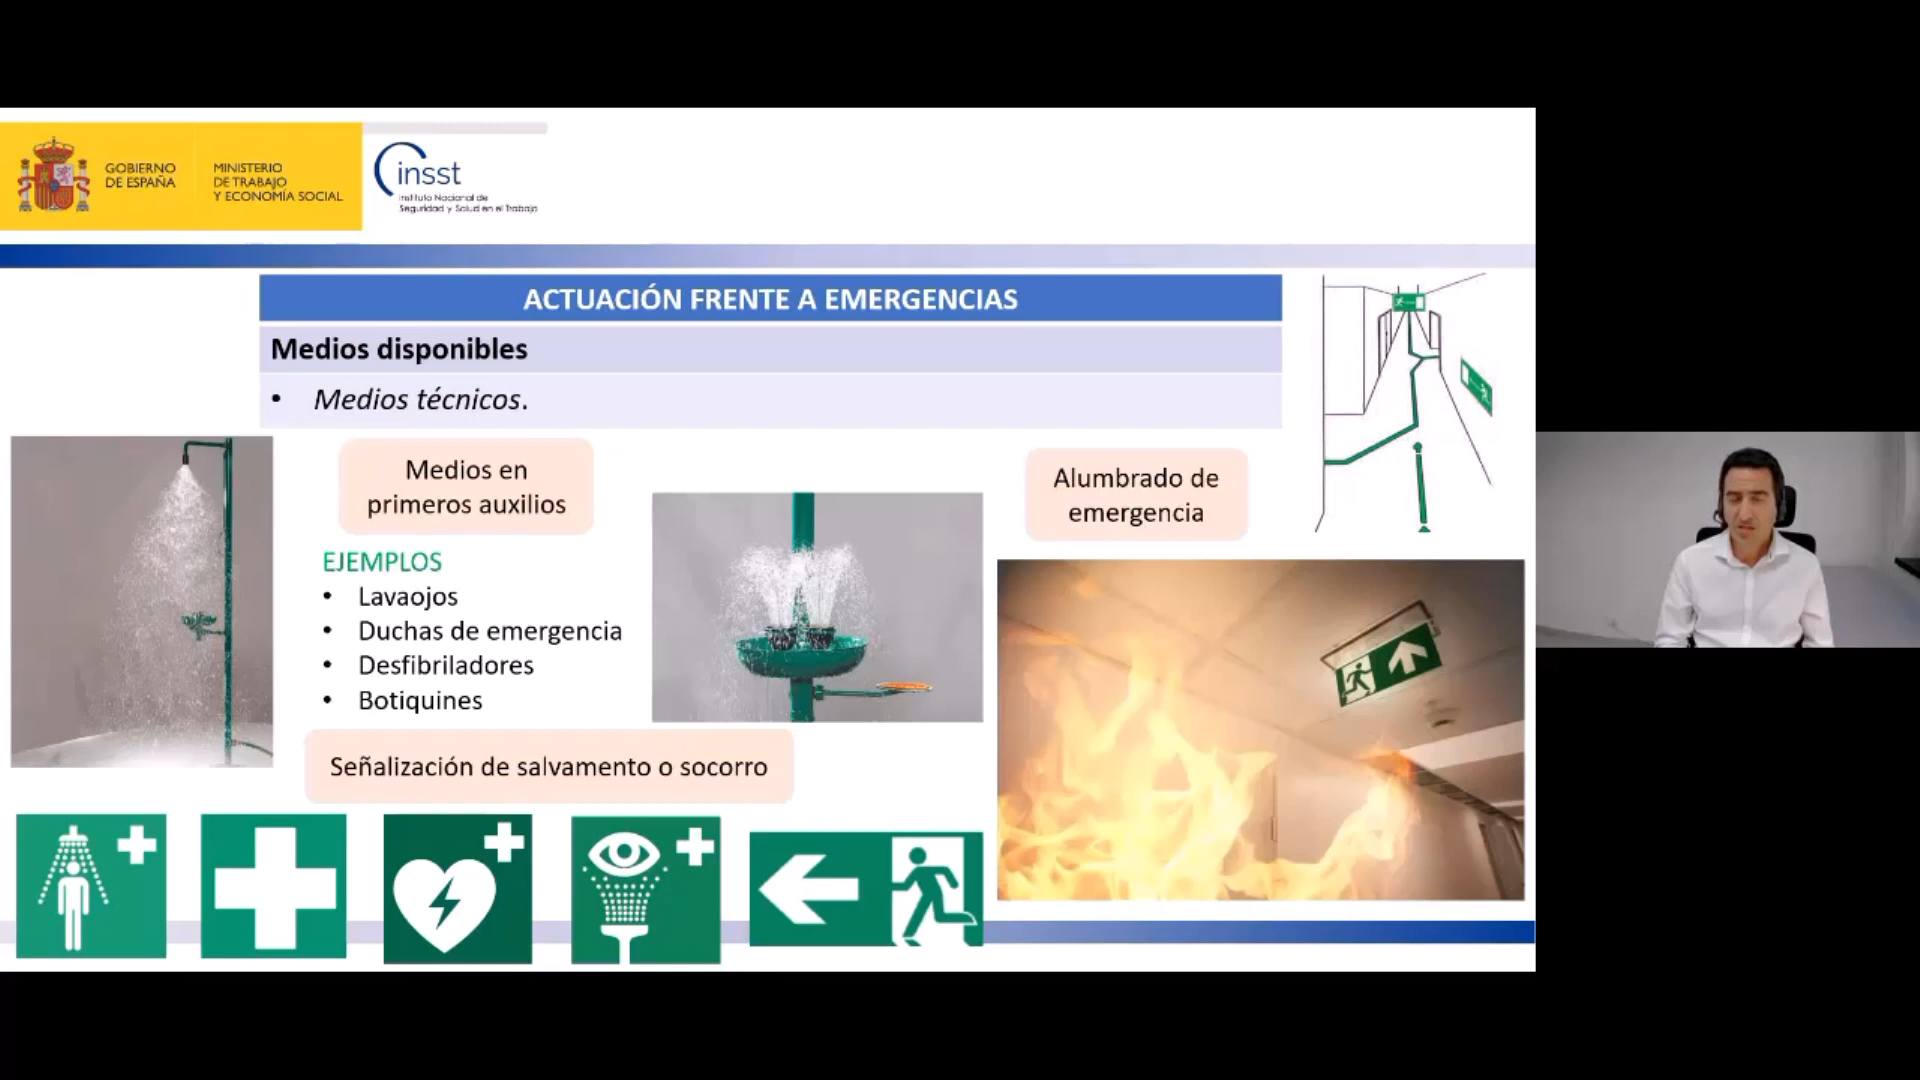 GOBIERNO
DE ESPAÑA
MINISTERIO
DE TRABAJO
Y ECONOMÍA SOCIAL
insst
Instituto Nacional de
Seguridad y Salud en el Trabajo
ACTUACIÓN FRENTE A EMERGENCIAS
Medios disponibles
• Medios técnicos.
Medios en
primeros auxilios
EJEMPLOS
• Lavaojos
• Duchas de emergencia
• Desfibriladores
• Botiquines
Alumbrado de
emergencia
Señalización de salvamento o socorro